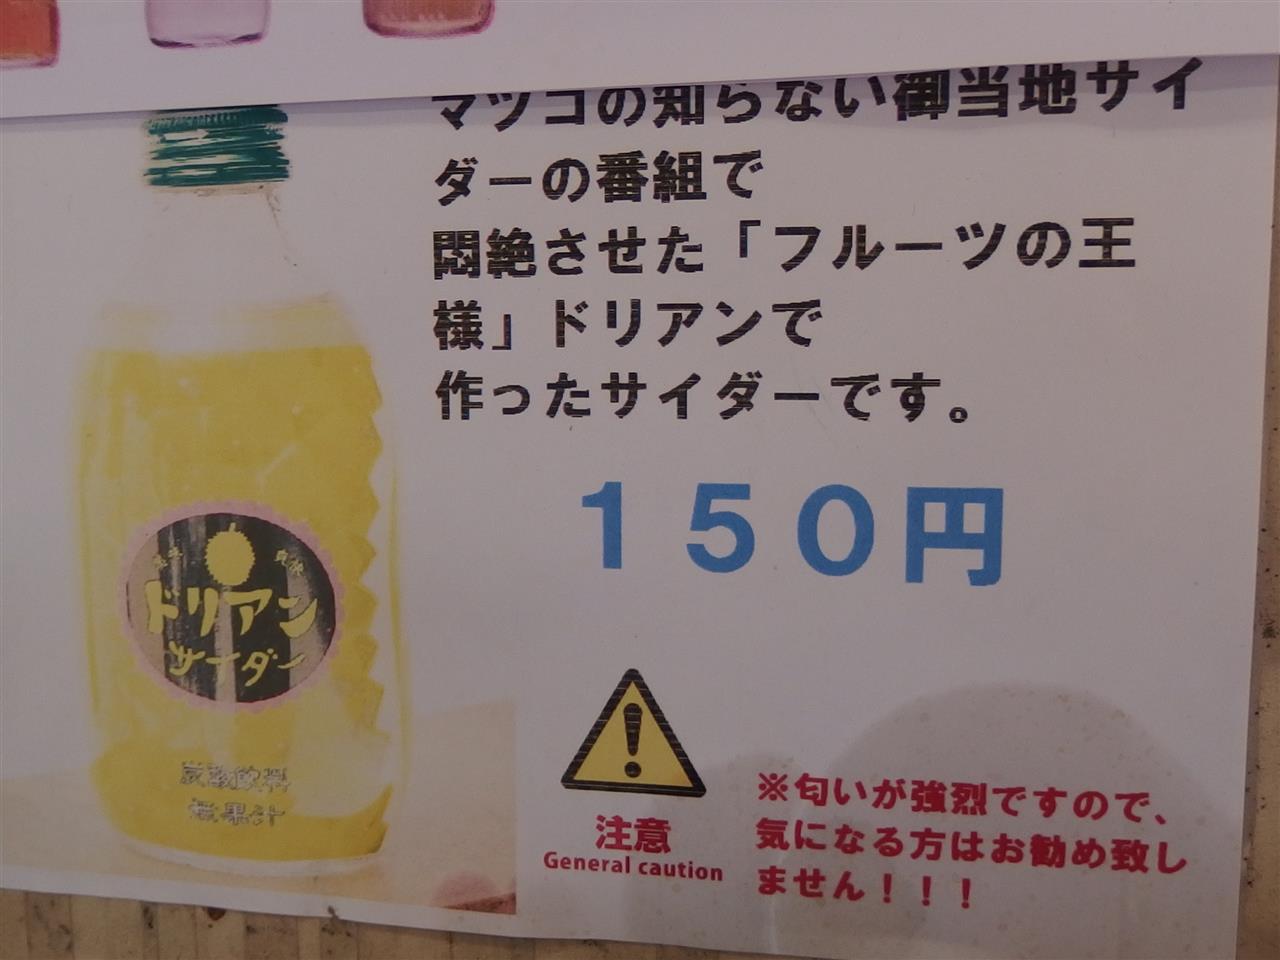 マツコの知らない御当地サイ
ダーの番組で
悶絶させた「フルーツの王
様」ドリアンで
作ったサイダーです。
150円
ドリアン
サーダー
炭酸飲料
無果汁
注意
General caution
※匂いが強烈ですので、
気になる方はお勧め致し
ません！！！